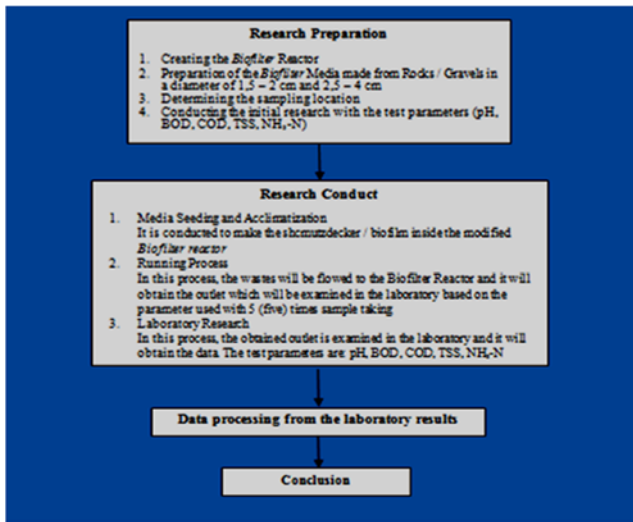 Research Preparation
1. Creating the Biofilter Reactor
2. Preparation of the Biofilter Media made from Rocks / Gravels in
a diameter of 1,5 – 2 cm and 2,5 – 4 cm
3. Determining the sampling location
4. Conducting the initial research with the test parameters (pH,
BOD, COD, TSS, NH₃-N)
Research Conduct
1. Media Seeding and Acclimatization
It is conducted to make the shcmutzdecker / biofilm inside the modified
Biofilter reactor
2. Running Process
In this process, the wastes will be flowed to the Biofilter Reactor and it will
obtain the outlet which will be examined in the laboratory based on the
parameter used with 5 (five) times sample taking
3. Laboratory Research
In this process, the obtained outlet is examined in the laboratory and it will
obtain the data. The test parameters are: pH, BOD, COD, TSS, NH₃-N
Data processing from the laboratory results
Conclusion